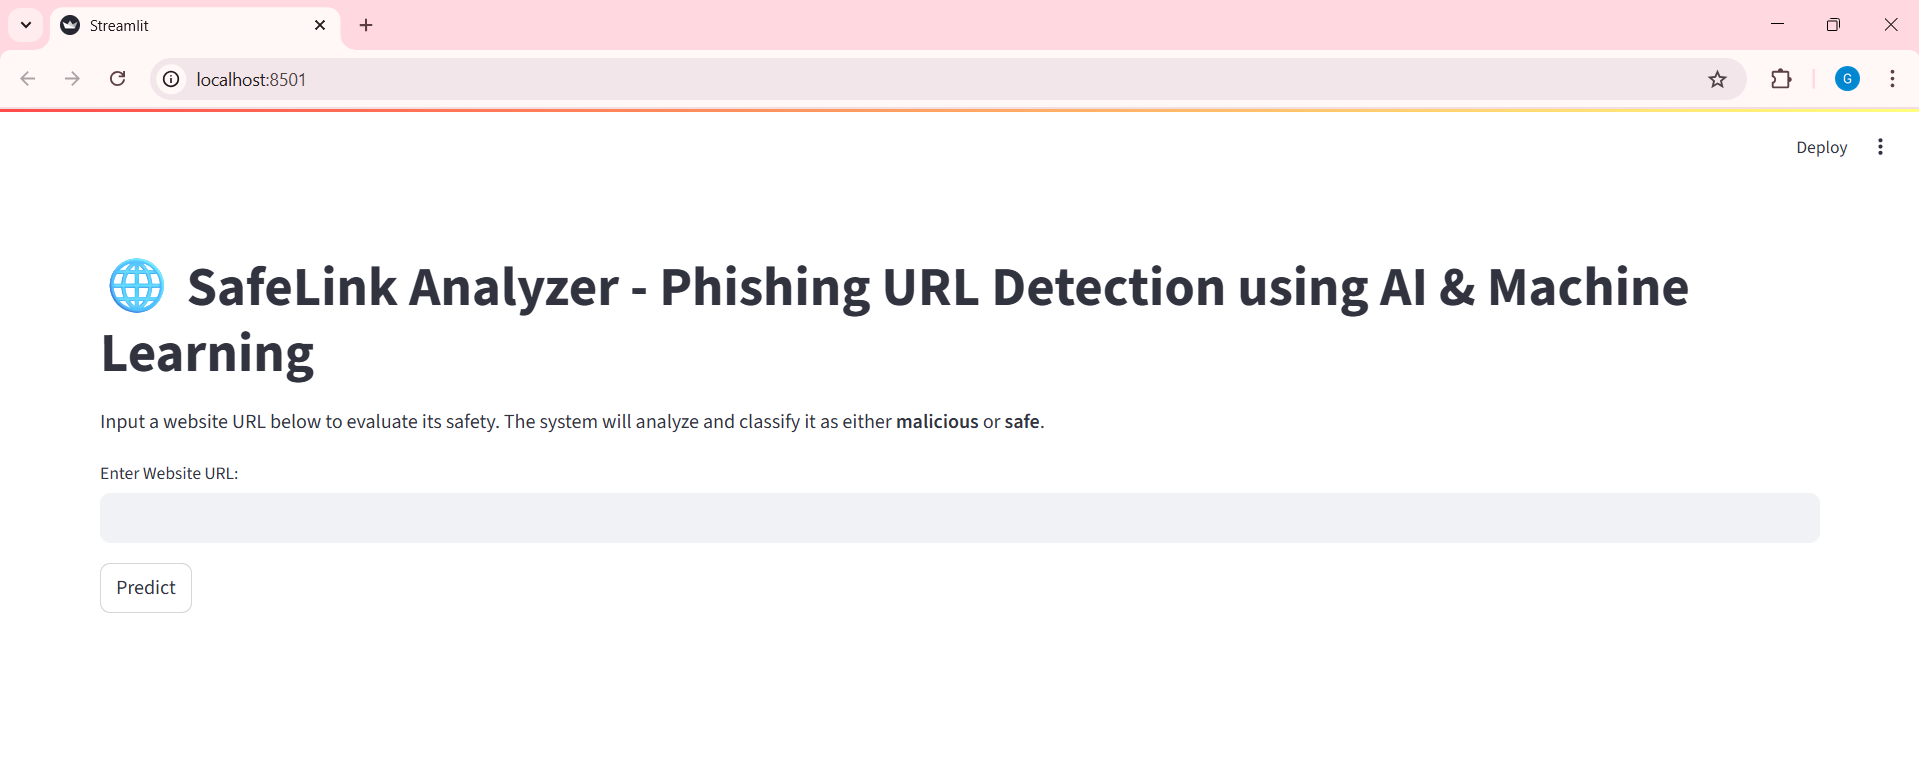 Streamlit
localhost:8501
G
Deploy
SafeLink Analyzer - Phishing URL Detection using AI & Machine
Learning
Input a website URL below to evaluate its safety. The system will analyze and classify it as either malicious or safe.
Enter Website URL:
Predict